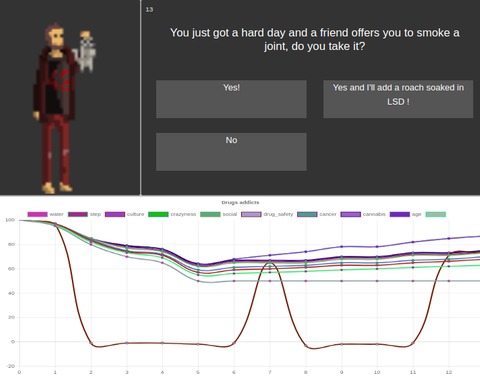 13
You just got a hard day and a friend offers you to smoke a
joint, do you take it?
Yes!
Yes and I'll add a roach soaked in
LSD !
No
Drugs addicts
water step culture crazyness social drug_safety cancer cannabis age
100
80
60
40
20
0
-20
0 1 2 3 4 5 6 7 8 9 10 11 12